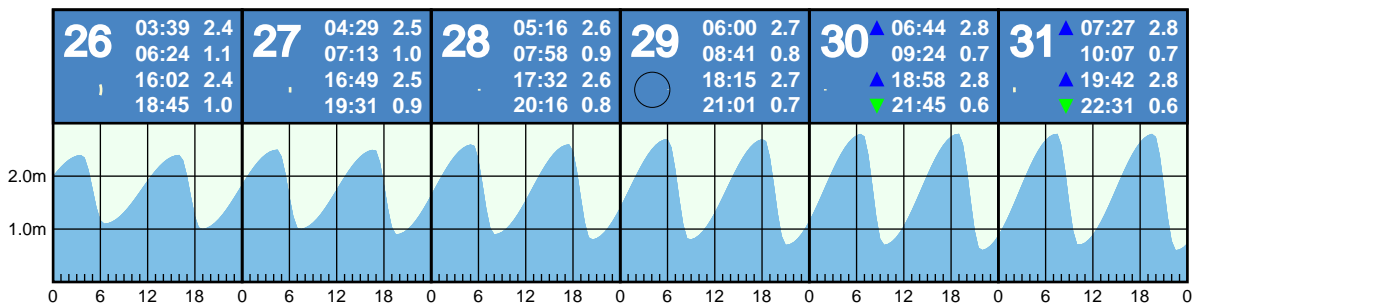 26 03:39 2.4 27 04:29 2.5 28 05:16 2.6 29 06:00 2.7 30 ▲ 06:44 2.8 31 ▲ 07:27 2.8
06:24 1.1 07:13 1.0 07:58 0.9 08:41 0.8 09:24 0.7 10:07 0.7
16:02 2.4 16:49 2.5 17:32 2.6 18:15 2.7 ▲ 18:58 2.8 ▲ 19:42 2.8
18:45 1.0 19:31 0.9 20:16 0.8 21:01 0.7 ▼ 21:45 0.6 ▼ 22:31 0.6
2.0m
1.0m
0 6 12 18 0 6 12 18 0 6 12 18 0 6 12 18 0 6 12 18 0 6 12 18 0